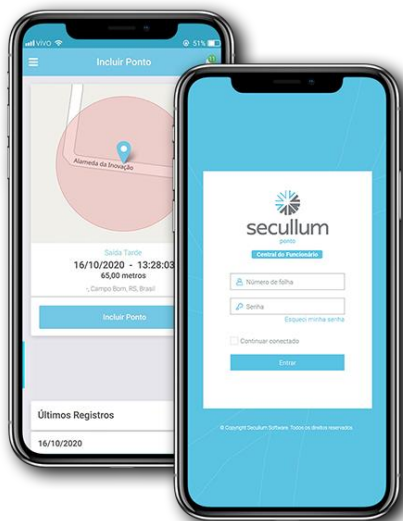 VIVO
51%
Incluir Ponto
Alameda da Inovação
Saída Tarde
16/10/2020 - 13:28:03
65,00 metros
-, Campo Bom, RS, Brasil
Incluir Ponto
Últimos Registros
16/10/2020
secullum
ponto
Central do Funcionário
Número de folha
Senha
Esqueci minha senha
Continuar conectado
Entrar
© Copyright Secullum Software. Todos os direitos reservados.